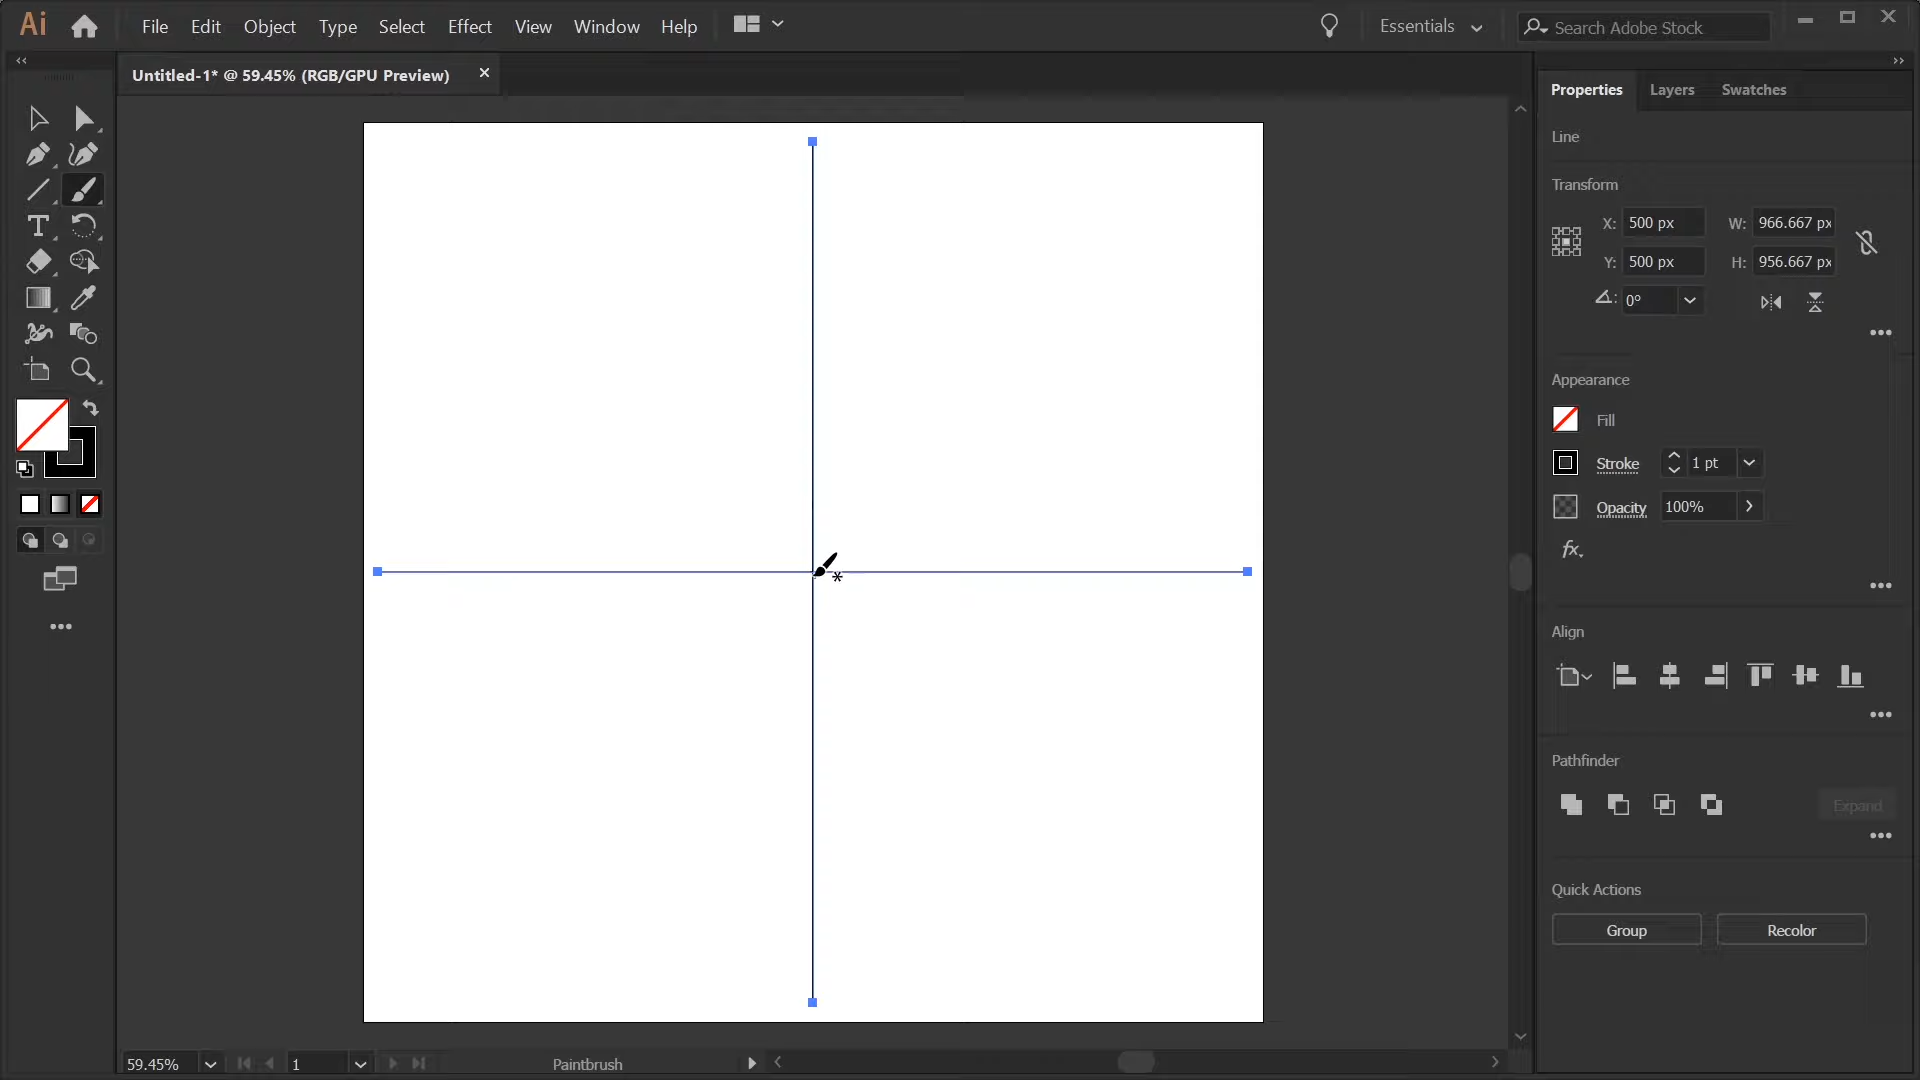 Ai File Edit Object Type Select Effect View Window Help Essentials Search Adobe Stock
Untitled-1* @ 59.45% (RGB/GPU Preview)
Properties Layers Swatches
Line
Transform
X: 500 px W: 966.667 px
Y: 500 px H: 956.667 px
0°
Appearance
Fill
Stroke 1 pt
Opacity 100%
fx.
Align
Pathfinder
Expand
Quick Actions
Group Recolor
59.45% 1 Paintbrush